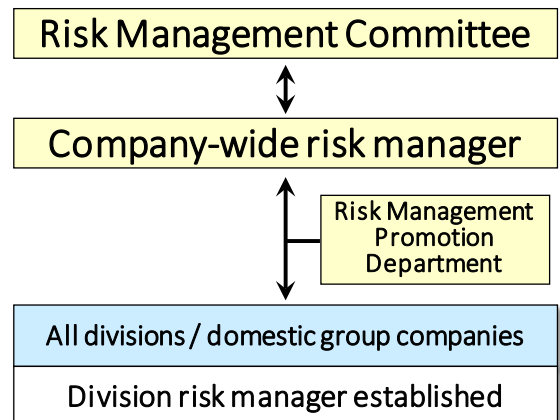 Risk Management Committee
Company-wide risk manager
Risk Management
Promotion
Department
All divisions / domestic group companies
Division risk manager established